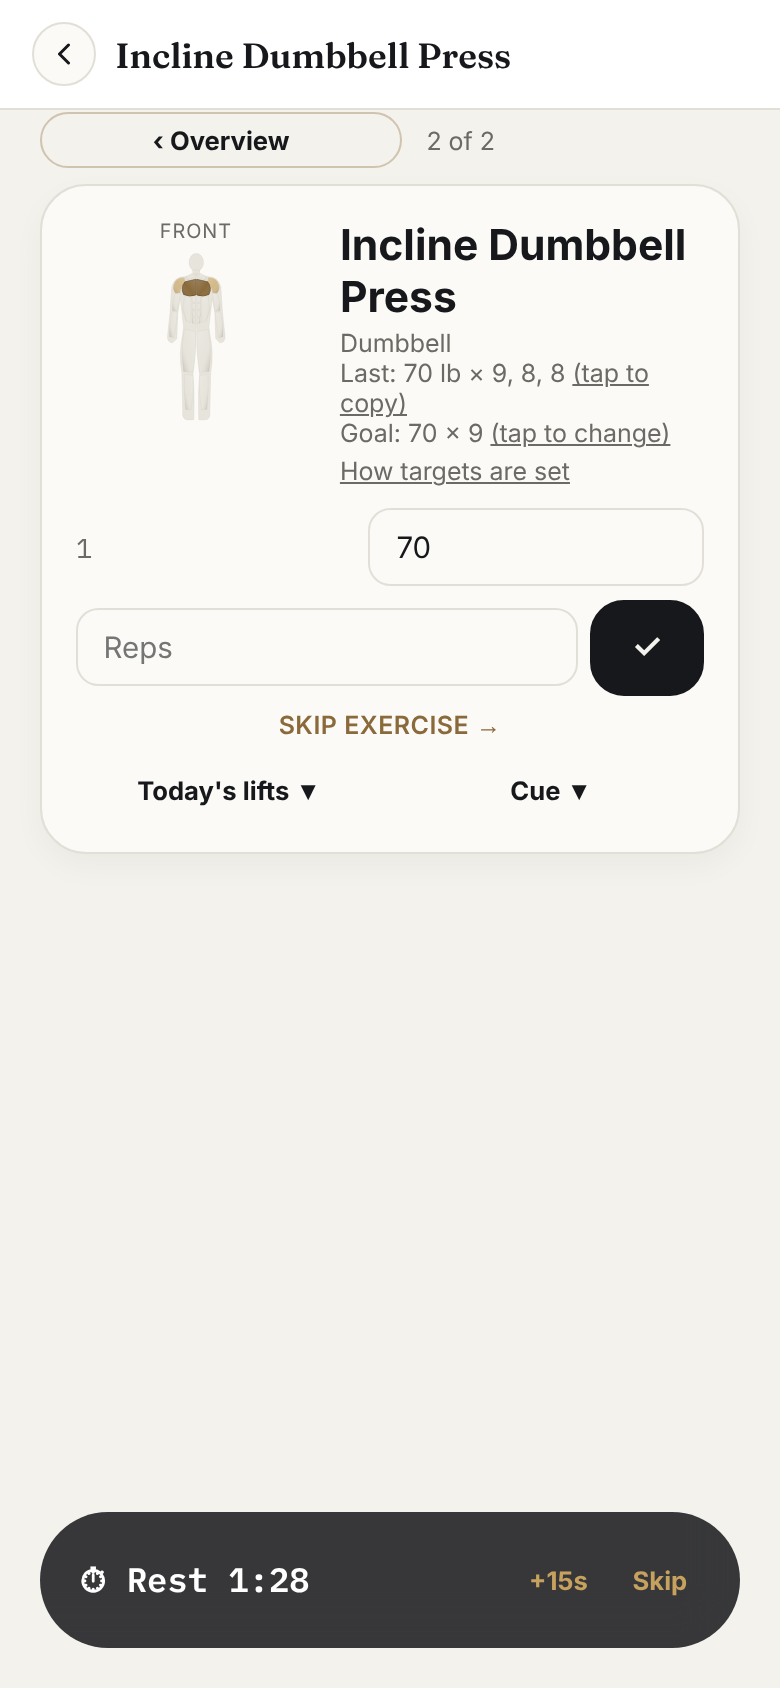 Incline Dumbbell Press
‹ Overview
2 of 2
FRONT
Incline Dumbbell
Press
Dumbbell
Last: 70 lb × 9, 8, 8 (tap to
copy)
Goal: 70 × 9 (tap to change)
How targets are set
1
70
Reps
SKIP EXERCISE →
Today's lifts ▼
Cue ▼
Rest 1:28
+15s
Skip